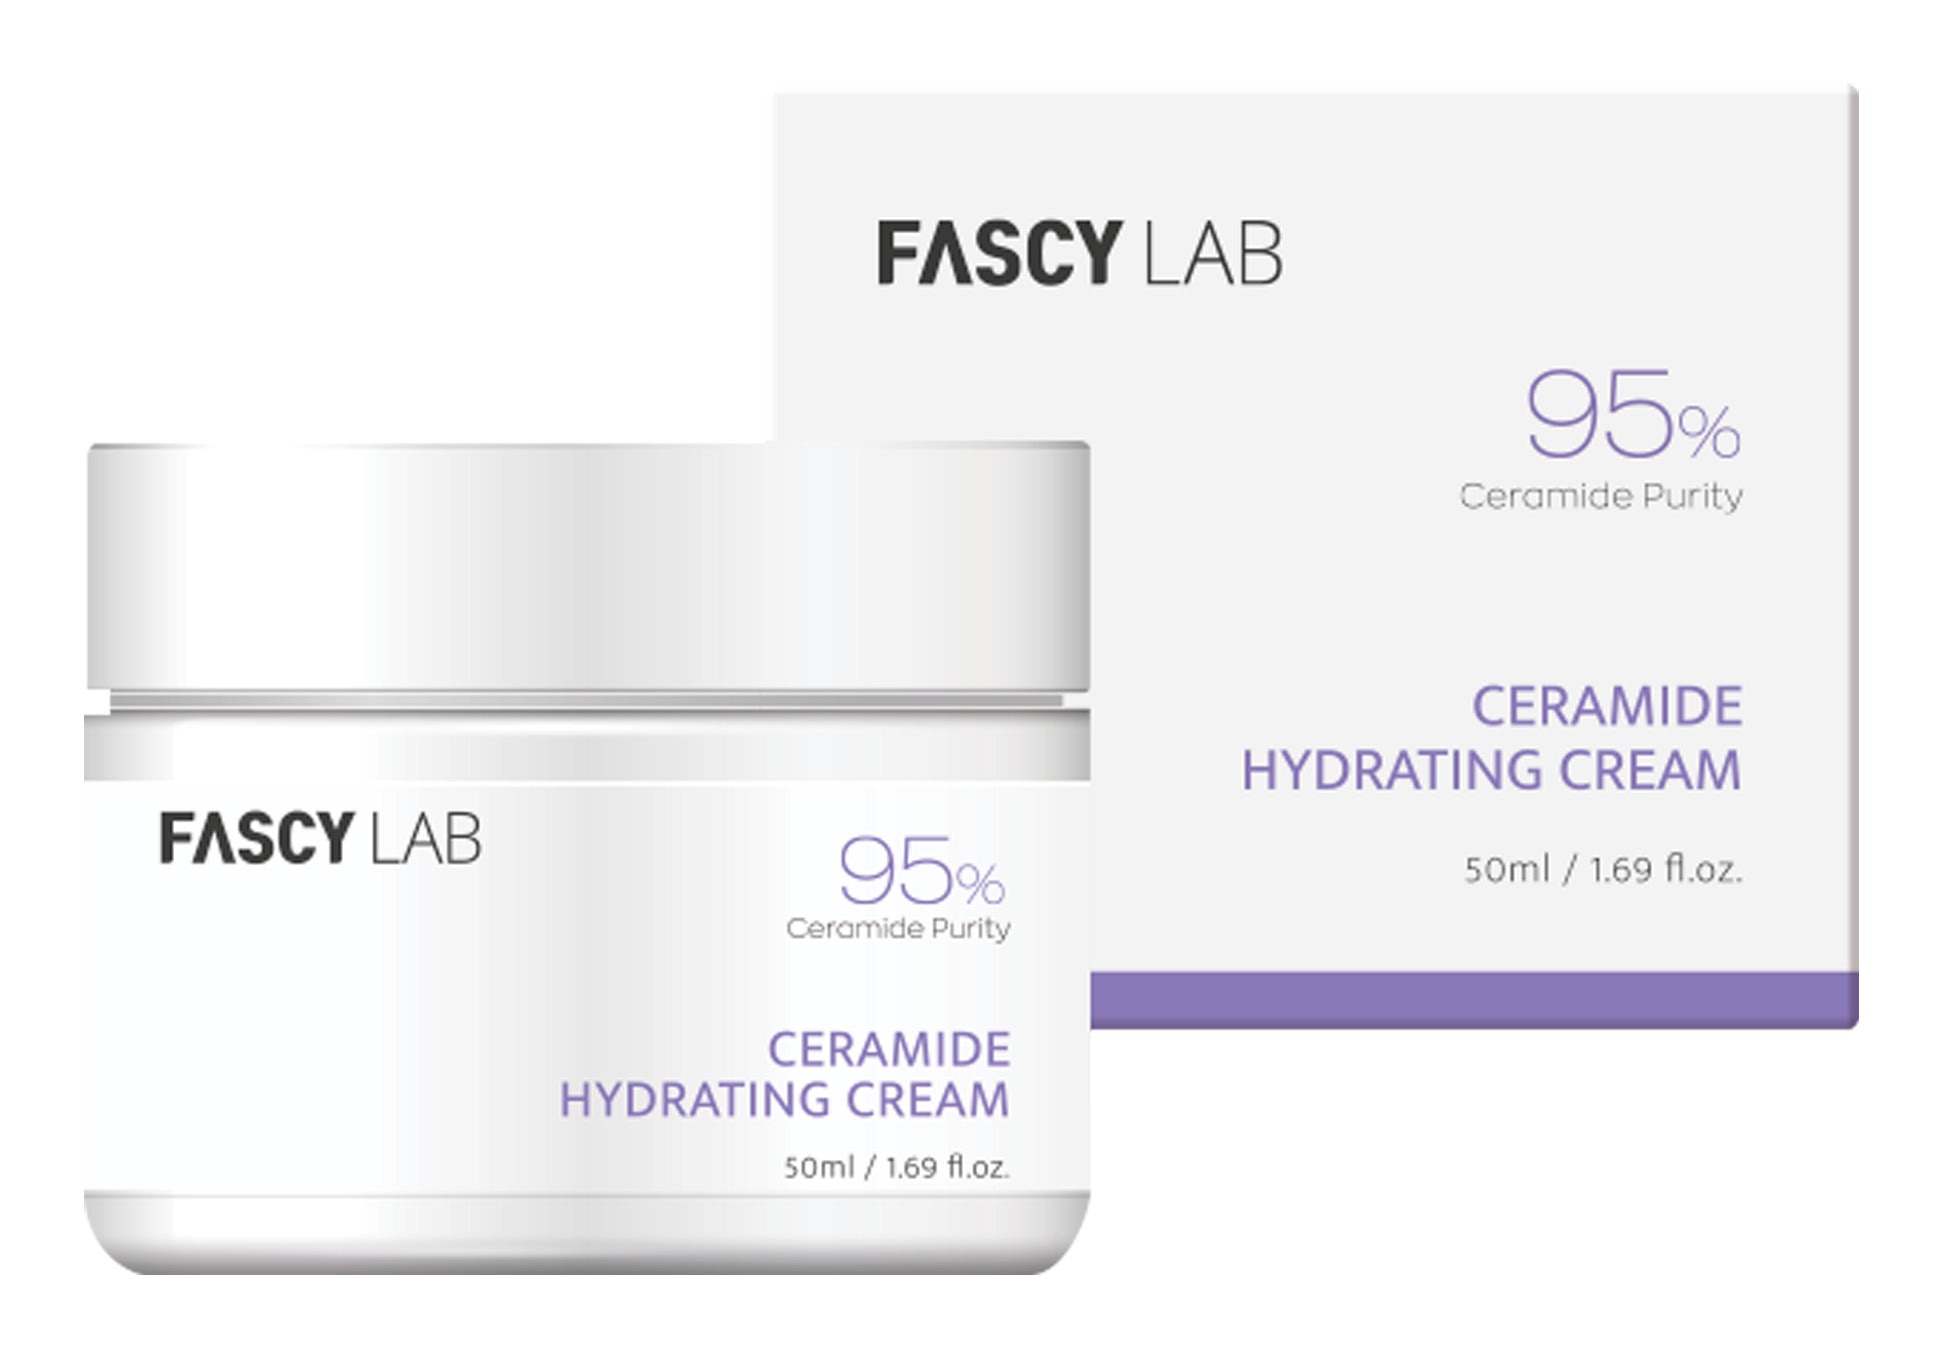 FASCY LAB
95%
Ceramide Purity
CERAMIDE
HYDRATING CREAM
50ml / 1.69 fl.oz.
FASCY LAB
95%
Ceramide Purity
CERAMIDE
HYDRATING CREAM
50ml / 1.69 fl.oz.